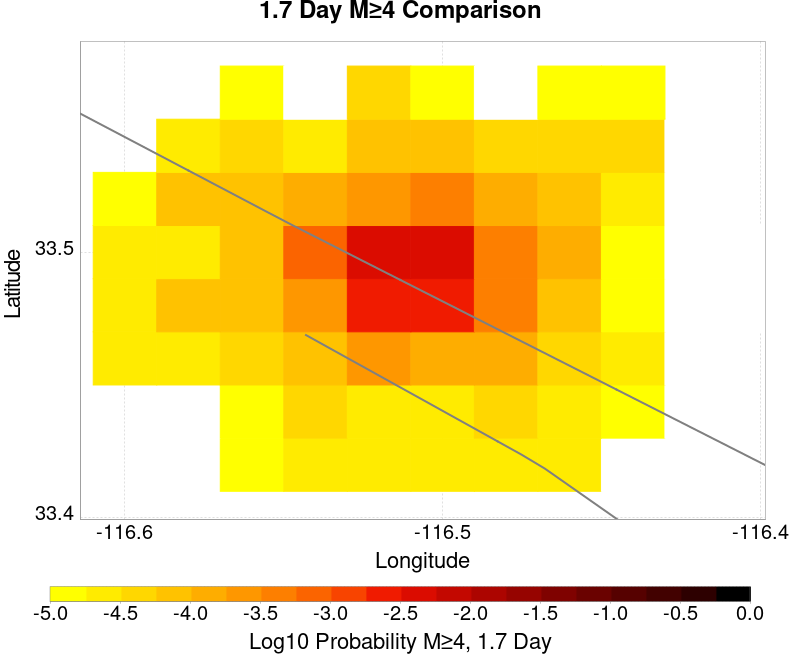 1.7 Day M≥4 Comparison
Latitude
33.5
33.4
-116.6 -116.5 -116.4
Longitude
-5.0 -4.5 -4.0 -3.5 -3.0 -2.5 -2.0 -1.5 -1.0 -0.5 0.0
Log10 Probability M≥4, 1.7 Day